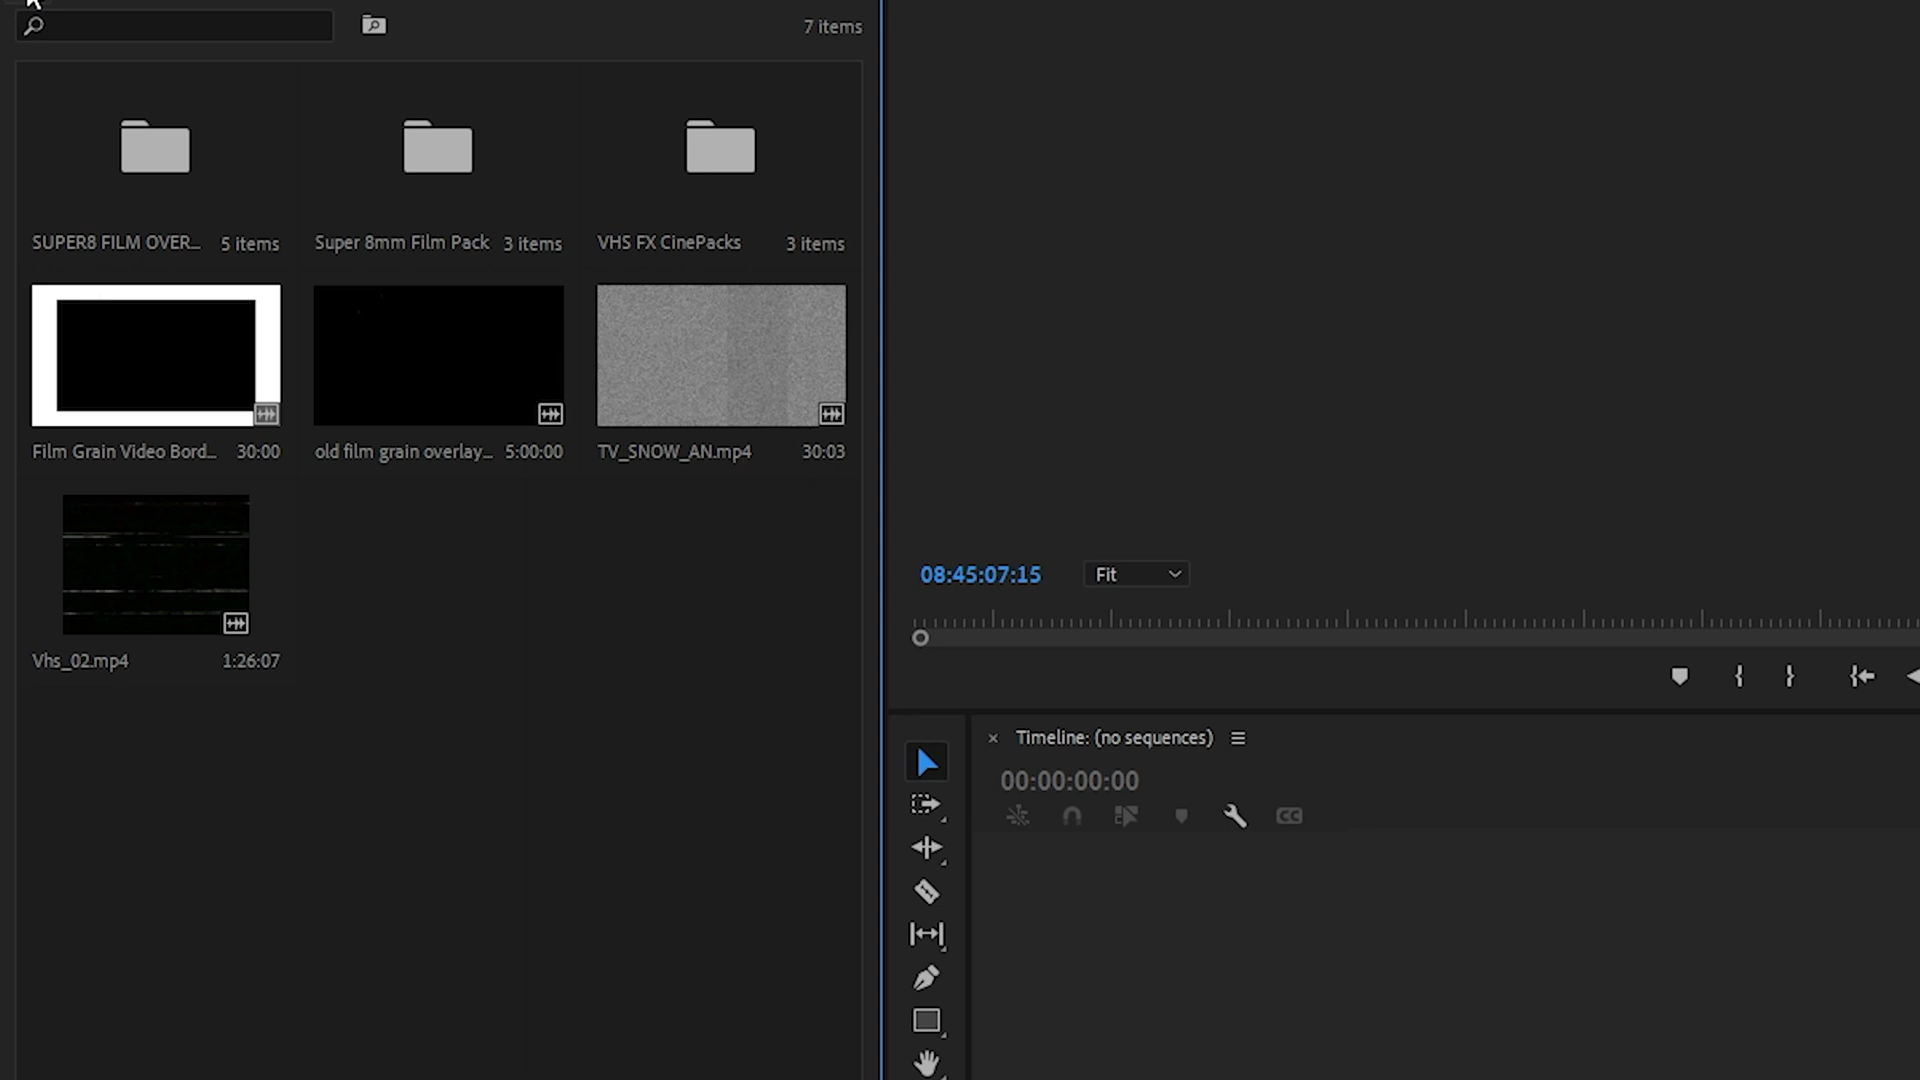 7 items
SUPER8 FILM OVER... 5 items
Super 8mm Film Pack 3 items
VHS FX CinePacks 3 items
Film Grain Video Bord... 30:00
old film grain overlay... 5:00:00
TV_SNOW_AN.mp4 30:03
Vhs_02.mp4 1:26:07
08:45:07:15 Fit
Timeline: (no sequences)
00:00:00:00
CC